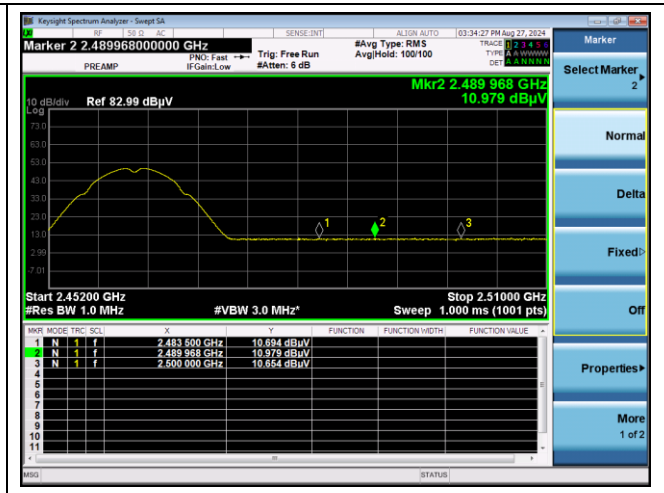 Keysight Spectrum Analyzer - Swept SA
RF 50 Ω AC SENSE:INT ALIGN AUTO 03:34:27 PM Aug 27, 2024
Marker 2 2.489968000000 GHz
PREAMP
PNO: Fast
IFGain:Low
Trig: Free Run
#Atten: 6 dB
#Avg Type: RMS
Avg|Hold: 100/100
TRACE 1 2 3 4 5 6
TYPE A A WWWW
DET A A N N N N
Mkr2 2.489 968 GHz
10.979 dBµV
10 dB/div Ref 82.99 dBµV
Log
73.0
63.0
53.0
43.0
33.0
23.0
13.0
2.99
-7.01
1 2 3
Start 2.45200 GHz Stop 2.51000 GHz
#Res BW 1.0 MHz #VBW 3.0 MHz* Sweep 1.000 ms (1001 pts)
MKR MODE TRC SCL X Y FUNCTION FUNCTION WIDTH FUNCTION VALUE
1 N 1 f 2.483 500 GHz 10.694 dBµV
2 N 1 f 2.489 968 GHz 10.979 dBµV
3 N 1 f 2.500 000 GHz 10.654 dBµV
4
5
6
7
8
9
10
11
MSG STATUS
Marker
Select Marker
2
Normal
Delta
Fixed
Off
Properties
More
1 of 2